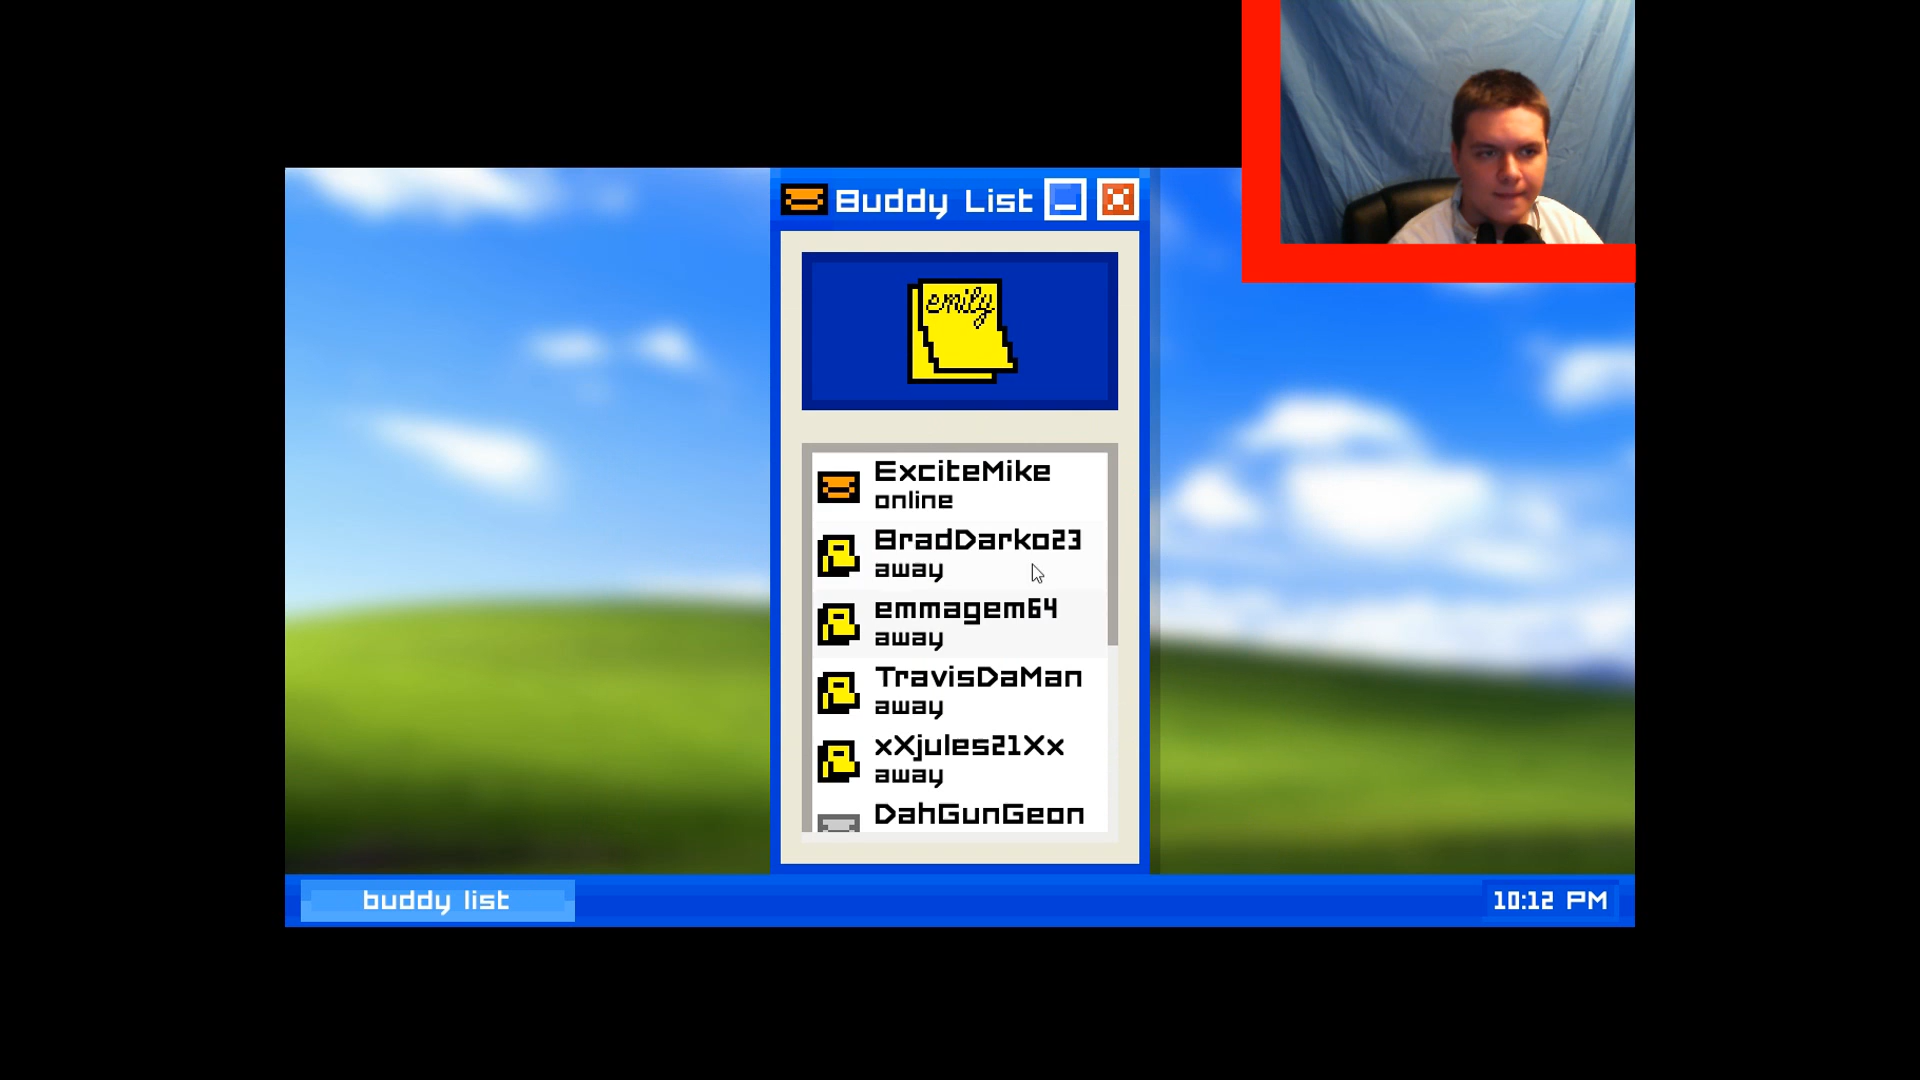 Buddy List
emily
ExciteMike
online
BradDarko23
away
emmagem64
away
TravisDaMan
away
xXjules21Xx
away
DahGunGeon
buddy list
10:12 PM